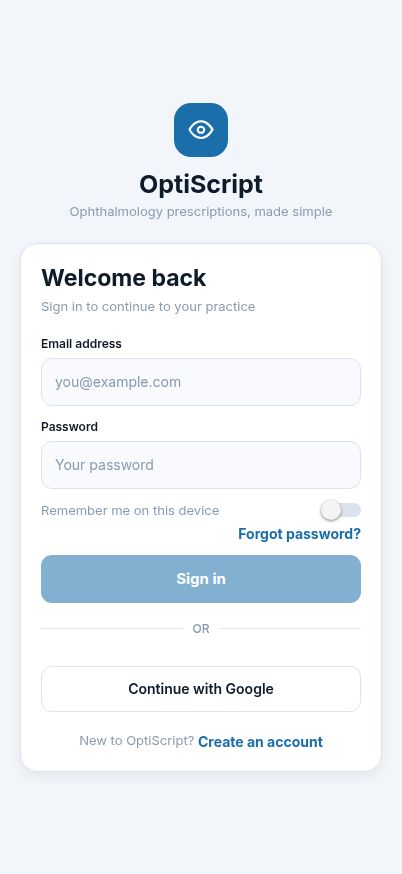 OptiScript
Ophthalmology prescriptions, made simple
Welcome back
Sign in to continue to your practice
Email address
you@example.com
Password
Your password
Remember me on this device
Forgot password?
Sign in
OR
Continue with Google
New to OptiScript? Create an account